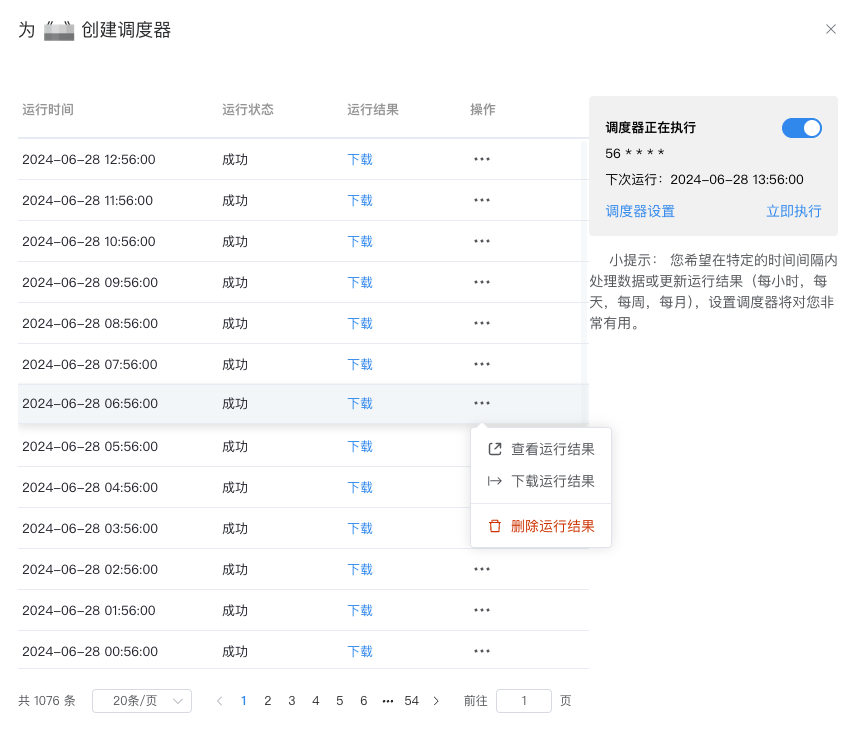 为 《 》 创建调度器
运行时间 运行状态 运行结果 操作
2024-06-28 12:56:00 成功 下载
2024-06-28 11:56:00 成功 下载
2024-06-28 10:56:00 成功 下载
2024-06-28 09:56:00 成功 下载
2024-06-28 08:56:00 成功 下载
2024-06-28 07:56:00 成功 下载
2024-06-28 06:56:00 成功 下载
2024-06-28 05:56:00 成功 下载
2024-06-28 04:56:00 成功 下载
2024-06-28 03:56:00 成功 下载
2024-06-28 02:56:00 成功 下载
2024-06-28 01:56:00 成功 下载
2024-06-28 00:56:00 成功 下载
查看运行结果
下载运行结果
删除运行结果
调度器正在执行
56 * * * *
下次运行：2024-06-28 13:56:00
调度器设置 立即执行
小提示： 您希望在特定的时间间隔内
处理数据或更新运行结果（每小时，每
天，每周，每月），设置调度器将对您非
常有用。
共 1076 条 20条/页 1 2 3 4 5 6 ••• 54 前往 1 页